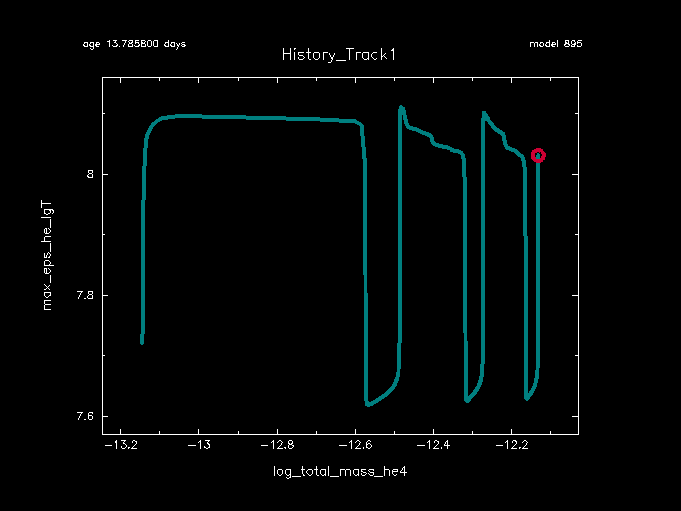 age 13.785800 days
model 895
History_Track1
8
7.8
7.6
max_eps_he_lgT
−13.2
−13
−12.8
−12.6
−12.4
−12.2
log_total_mass_he4